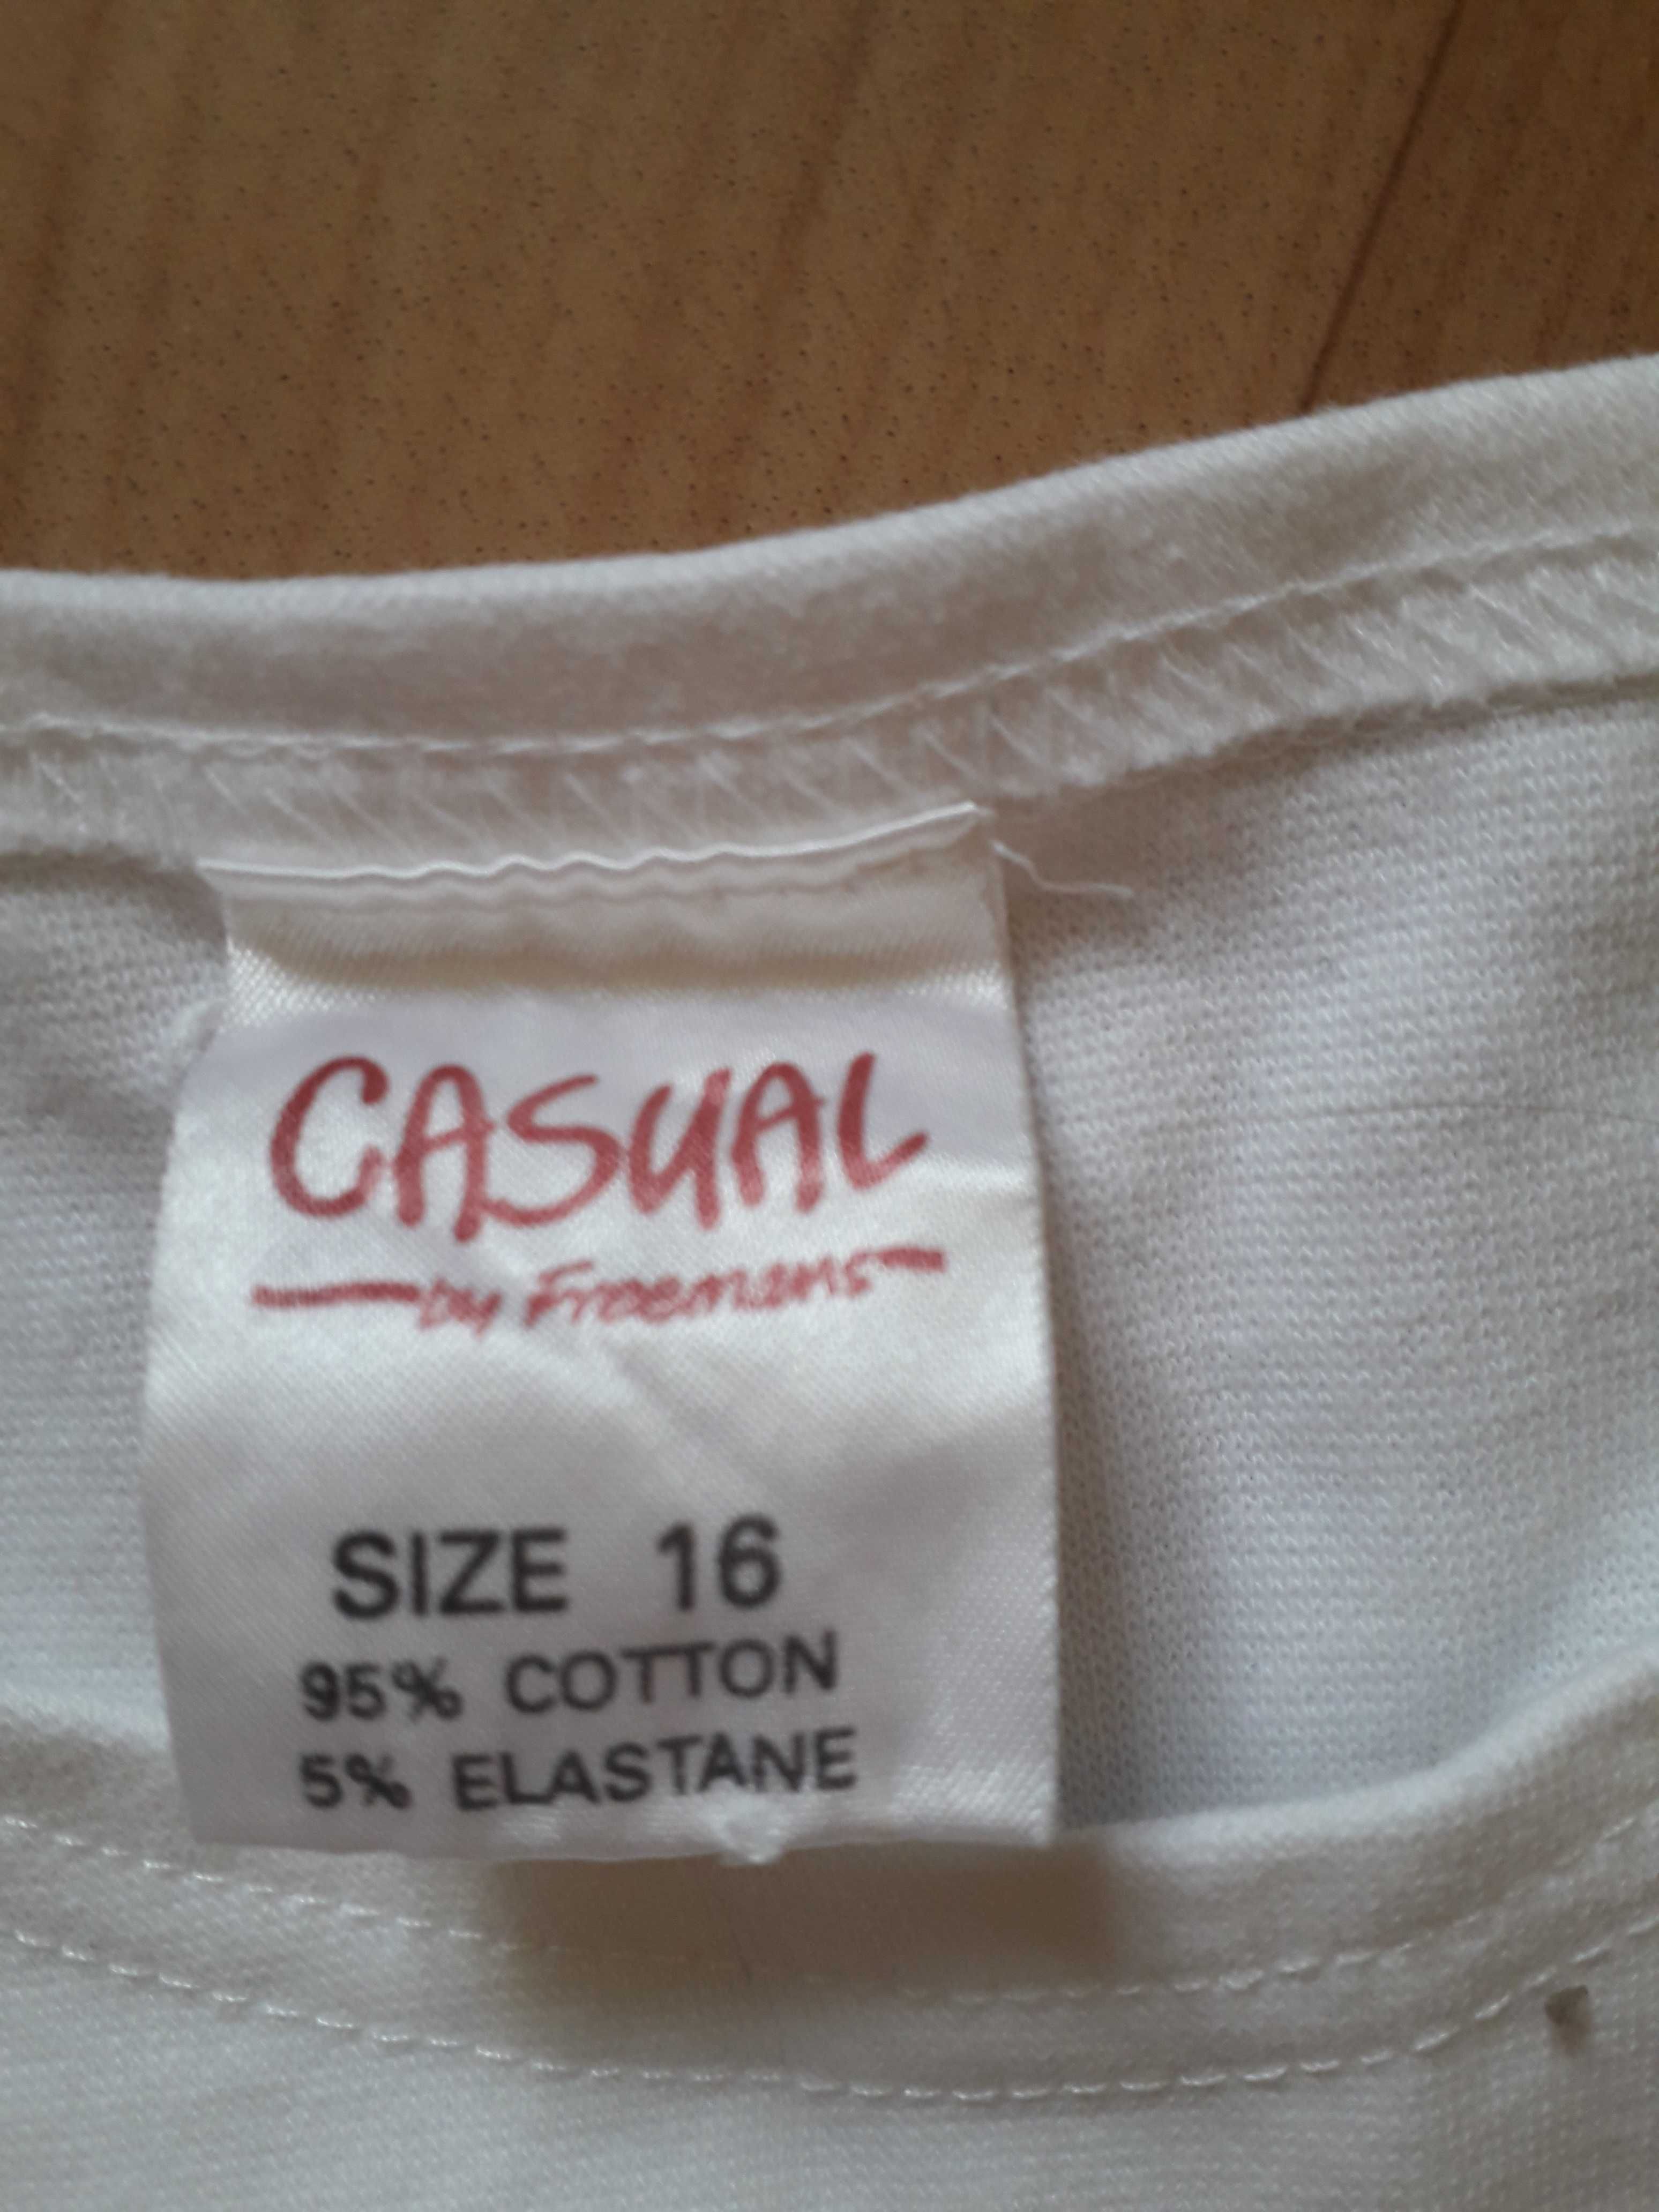 CASUAL
by Freemans
SIZE 16
95% COTTON
5% ELASTANE